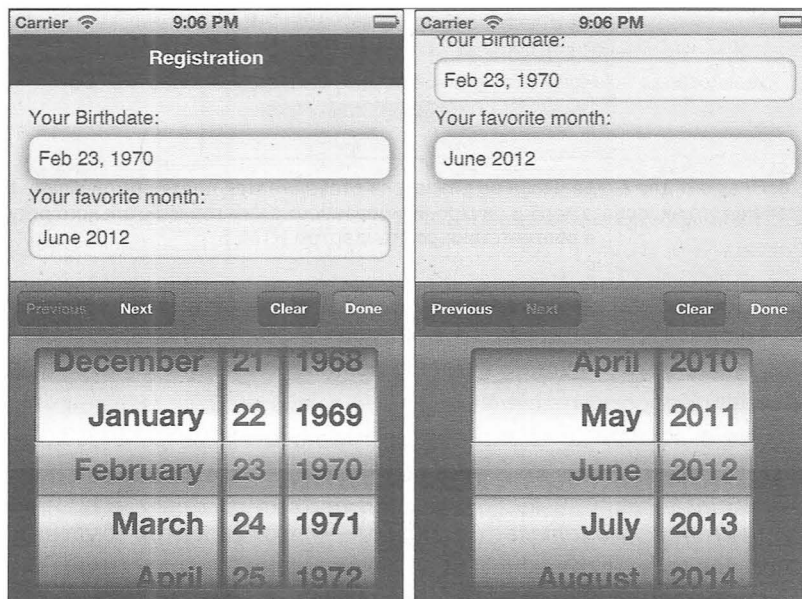 Carrier 9:06 PM
Registration
Your Birthdate:
Feb 23, 1970
Your favorite month:
June 2012
Previous Next Clear Done
December 21 1968
January 22 1969
February 23 1970
March 24 1971
April 25 1972
Carrier 9:06 PM
Your Birthdate:
Feb 23, 1970
Your favorite month:
June 2012
Previous Next Clear Done
April 2010
May 2011
June 2012
July 2013
August 2014